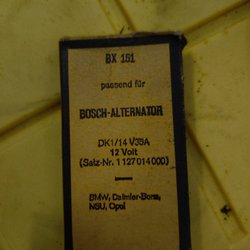 BX 151
passend für
BOSCH-ALTERNATOR
DK1/14 V35A
12 Volt
(Satz-Nr. 1 127 014 000)
BMW, Daimler-Benz,
NSU, Opel